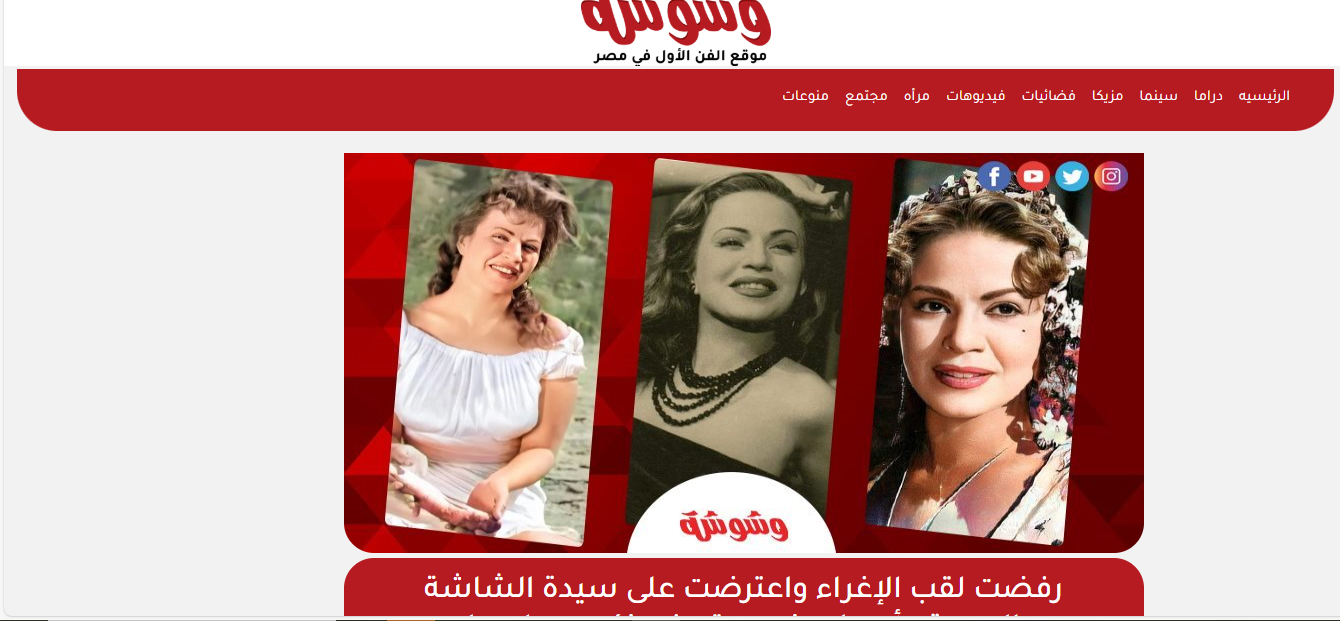 وشوشة
موقع الفن الأول في مصر
الرئيسيه دراما سينما مزيكا فضائيات فيديوهات مرأه مجتمع منوعات
وشوشة
رفضت لقب الإغراء واعترضت على سيدة الشاشة